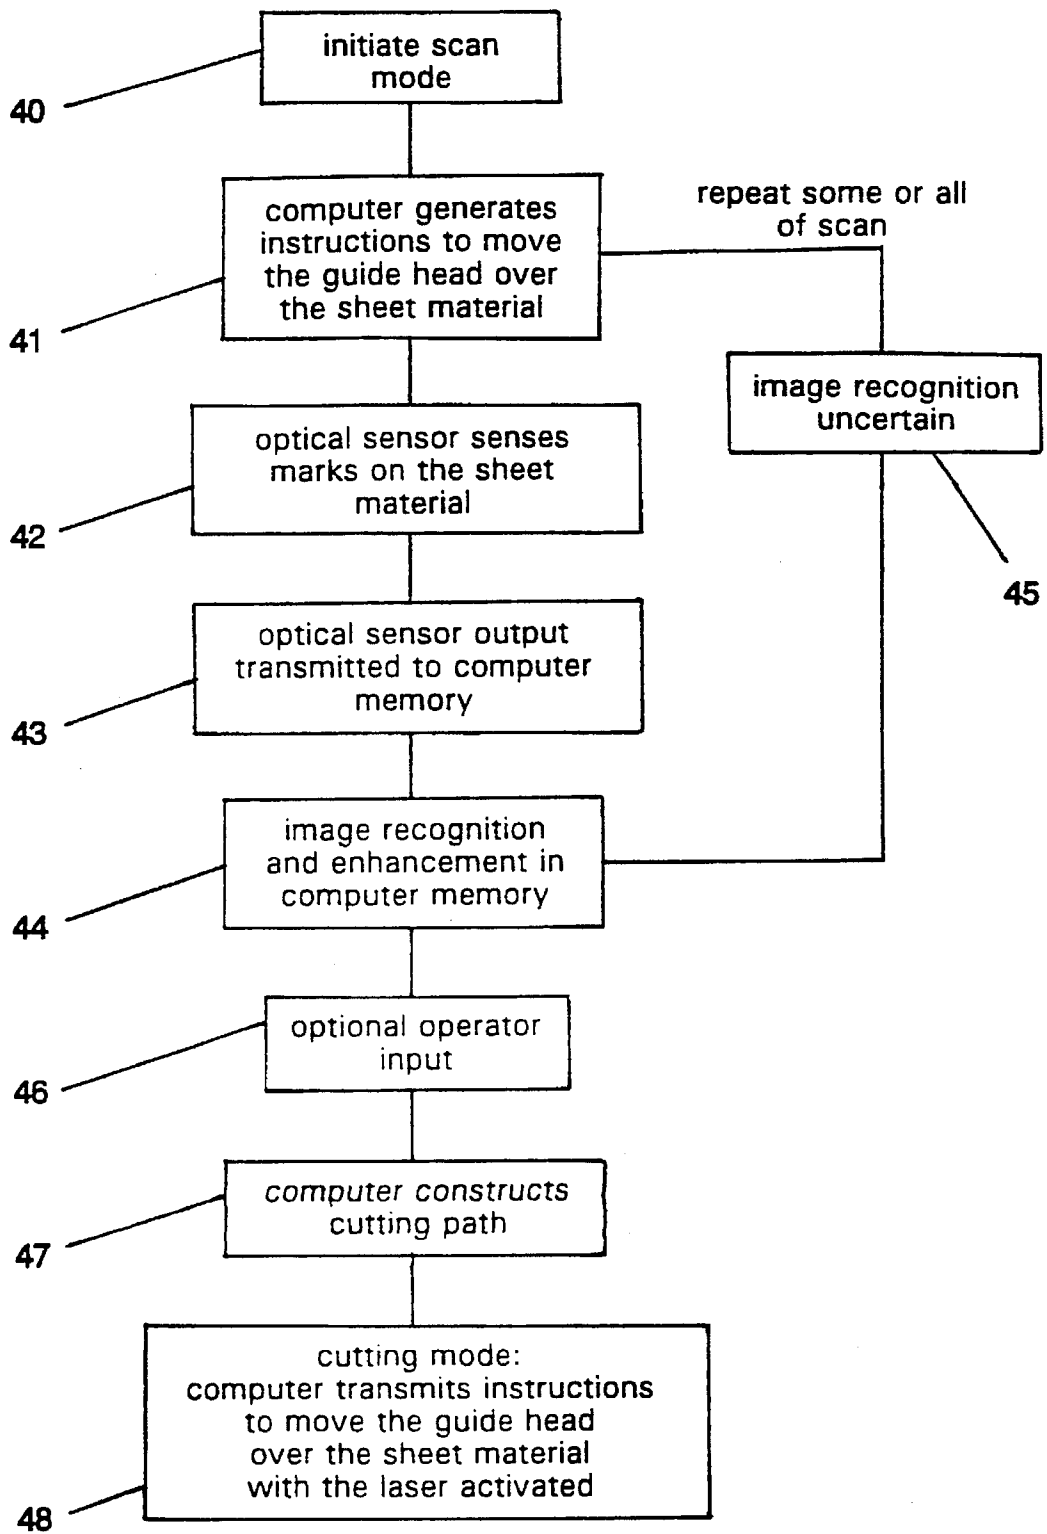 initiate scan
mode
40
computer generates
instructions to move
the guide head over
the sheet material
41
repeat some or all
of scan
image recognition
uncertain
45
optical sensor senses
marks on the sheet
material
42
optical sensor output
transmitted to computer
memory
43
image recognition
and enhancement in
computer memory
44
optional operator
input
46
computer constructs
cutting path
47
cutting mode:
computer transmits instructions
to move the guide head
over the sheet material
with the laser activated
48